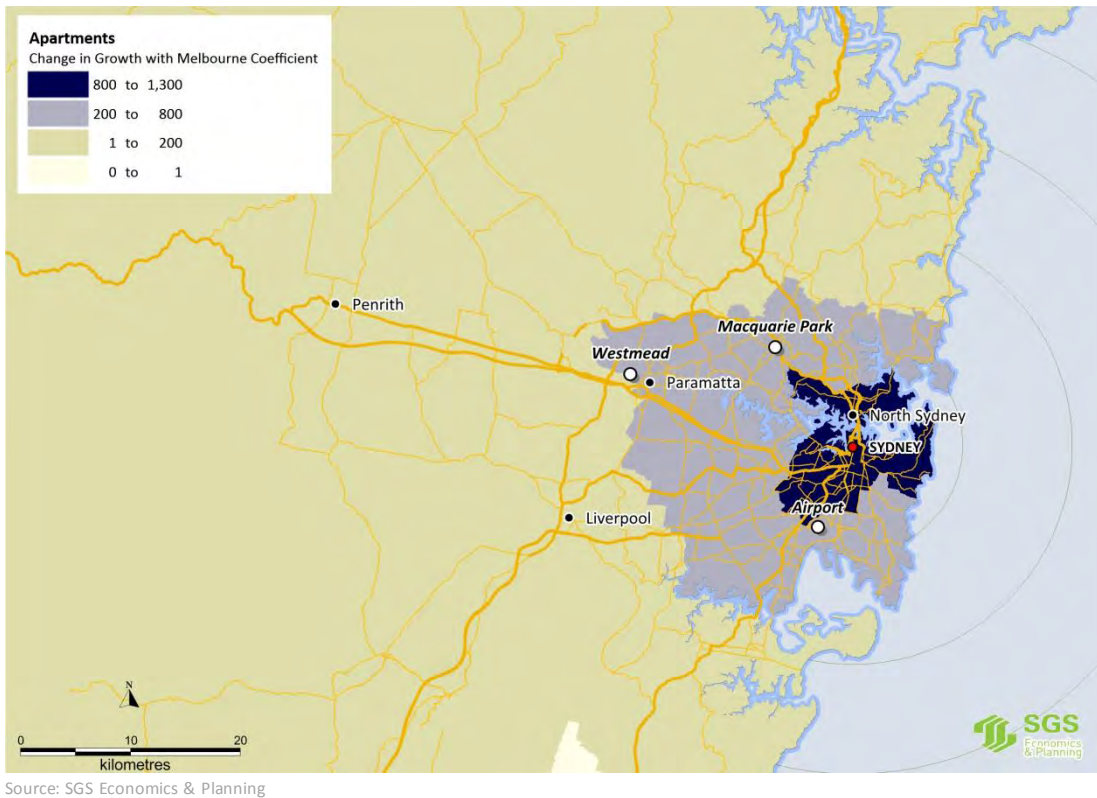 Apartments
Change in Growth with Melbourne Coefficient
800 to 1,300
200 to 800
1 to 200
0 to 1
Penrith
Macquarie Park
Westmead
Paramatta
North Sydney
SYDNEY
Airport
Liverpool
N
0 10 20
kilometres
SGS
Economics
& Planning
Source: SGS Economics & Planning